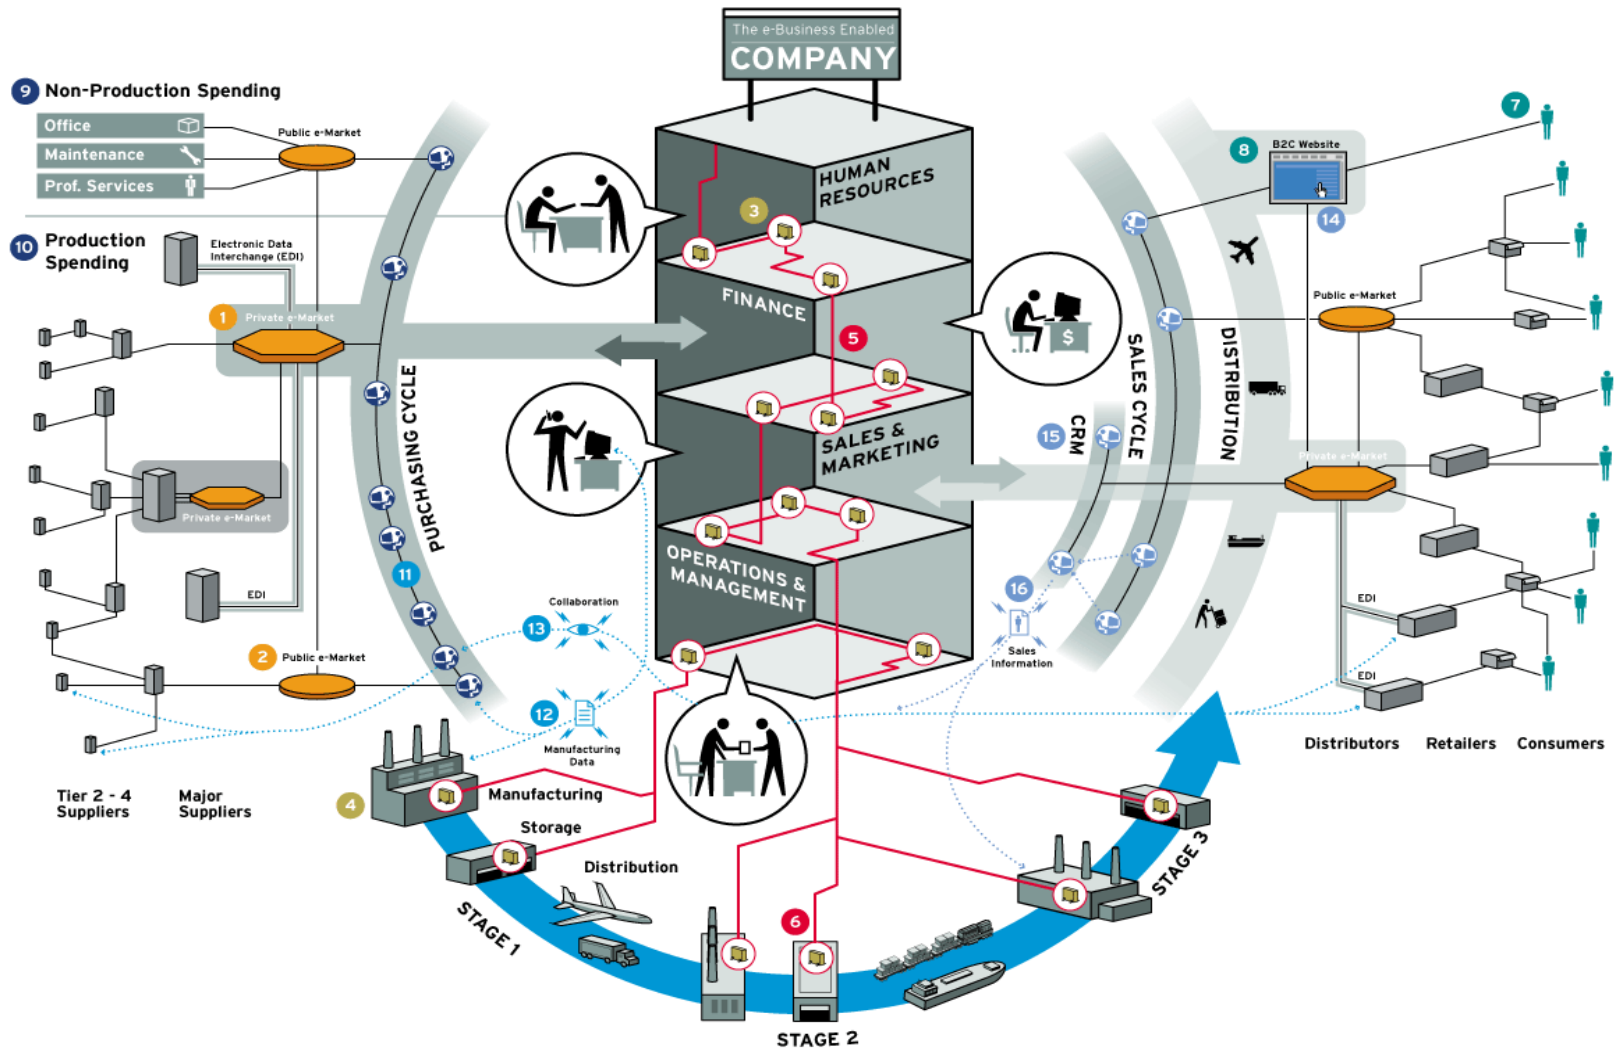 The e-Business Enabled
COMPANY
9 Non-Production Spending
Office
Maintenance
Prof. Services
Public e-Market
10 Production
Spending
Electronic Data
Interchange (EDI)
1
Private e-Market
Private e-Market
EDI
2
Public e-Market
Tier 2 - 4
Suppliers
Major
Suppliers
PURCHASING CYCLE
11
13
Collaboration
12
Manufacturing
Data
HUMAN
RESOURCES
3
FINANCE
5
SALES &
MARKETING
OPERATIONS &
MANAGEMENT
$
4
Manufacturing
Storage
Distribution
STAGE 1
6
STAGE 2
STAGE 3
15
CRM
SALES CYCLE
DISTRIBUTION
16
Sales
Information
7
8
B2C Website
14
Public e-Market
Private e-Market
EDI
EDI
Distributors
Retailers
Consumers